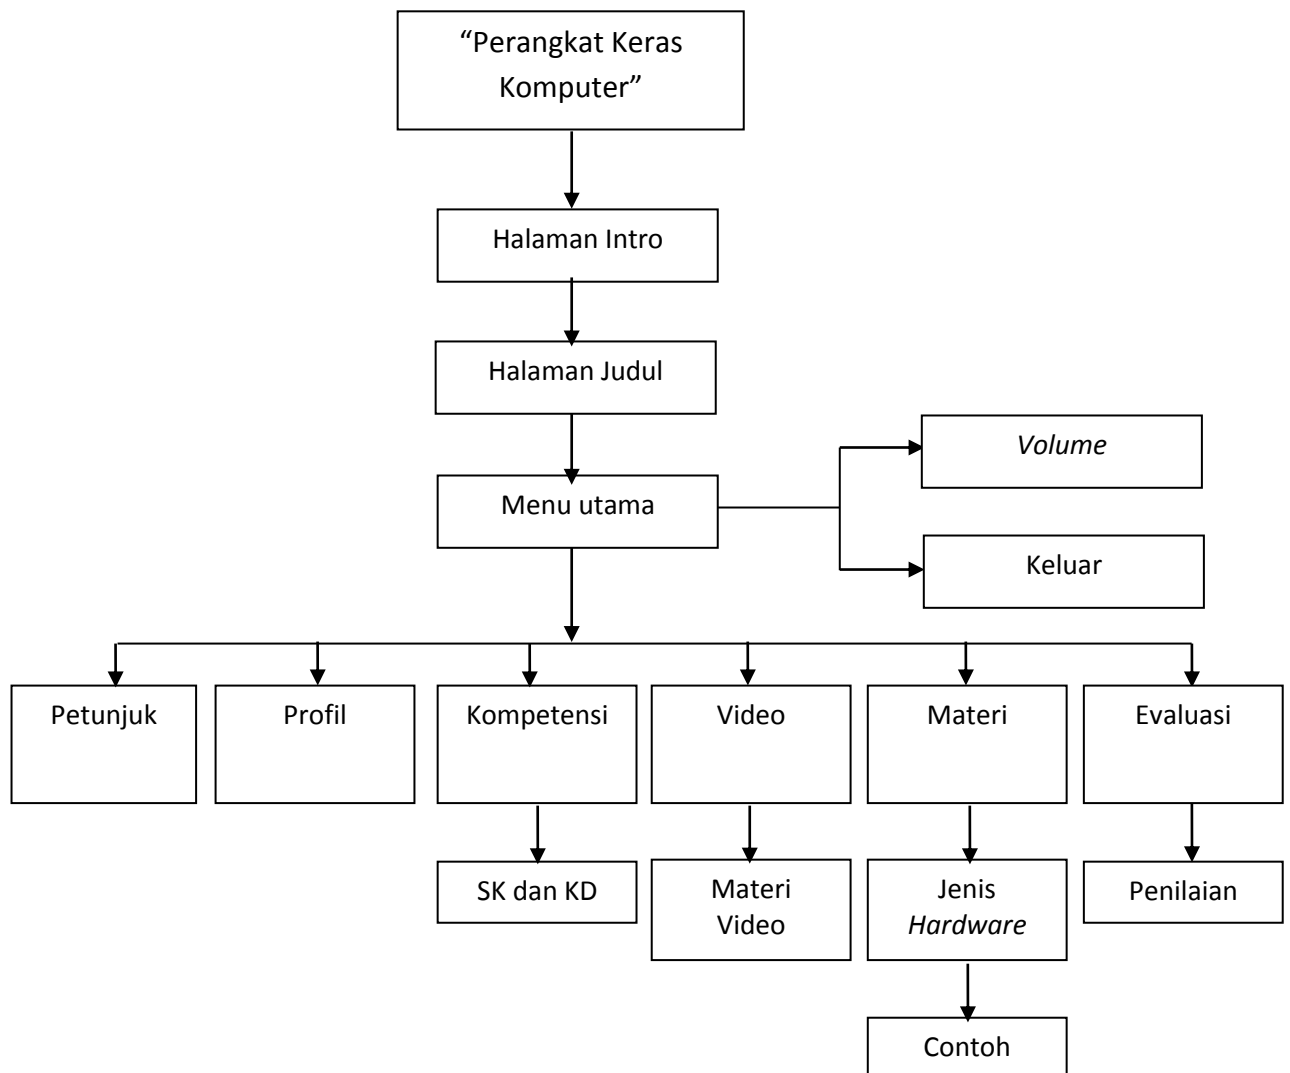 “Perangkat Keras
Komputer”
Halaman Intro
Halaman Judul
Volume
Menu utama
Keluar
Petunjuk
Profil
Kompetensi
Video
Materi
Evaluasi
SK dan KD
Materi
Video
Jenis
Hardware
Penilaian
Contoh